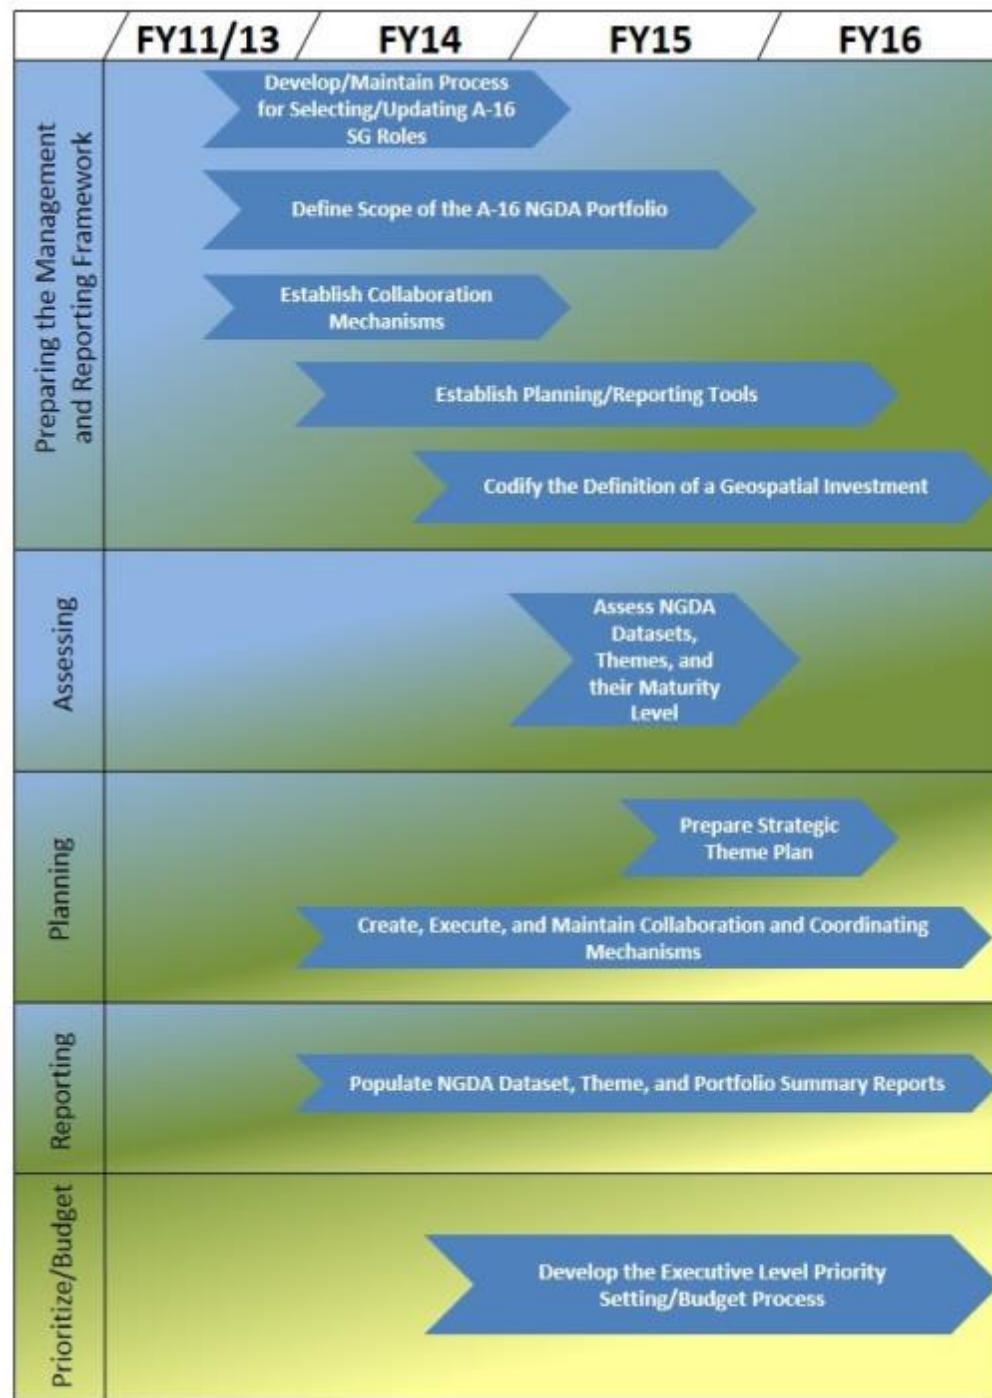 FY11/13 FY14 FY15 FY16
Preparing the Management
and Reporting Framework
Develop/Maintain Process
for Selecting/Updating A-16
SG Roles
Define Scope of the A-16 NGDA Portfolio
Establish Collaboration
Mechanisms
Establish Planning/Reporting Tools
Codify the Definition of a Geospatial Investment
Assessing
Assess NGDA
Datasets,
Themes, and
their Maturity
Level
Planning
Prepare Strategic
Theme Plan
Create, Execute, and Maintain Collaboration and Coordinating
Mechanisms
Reporting
Populate NGDA Dataset, Theme, and Portfolio Summary Reports
Prioritize/Budget
Develop the Executive Level Priority
Setting/Budget Process